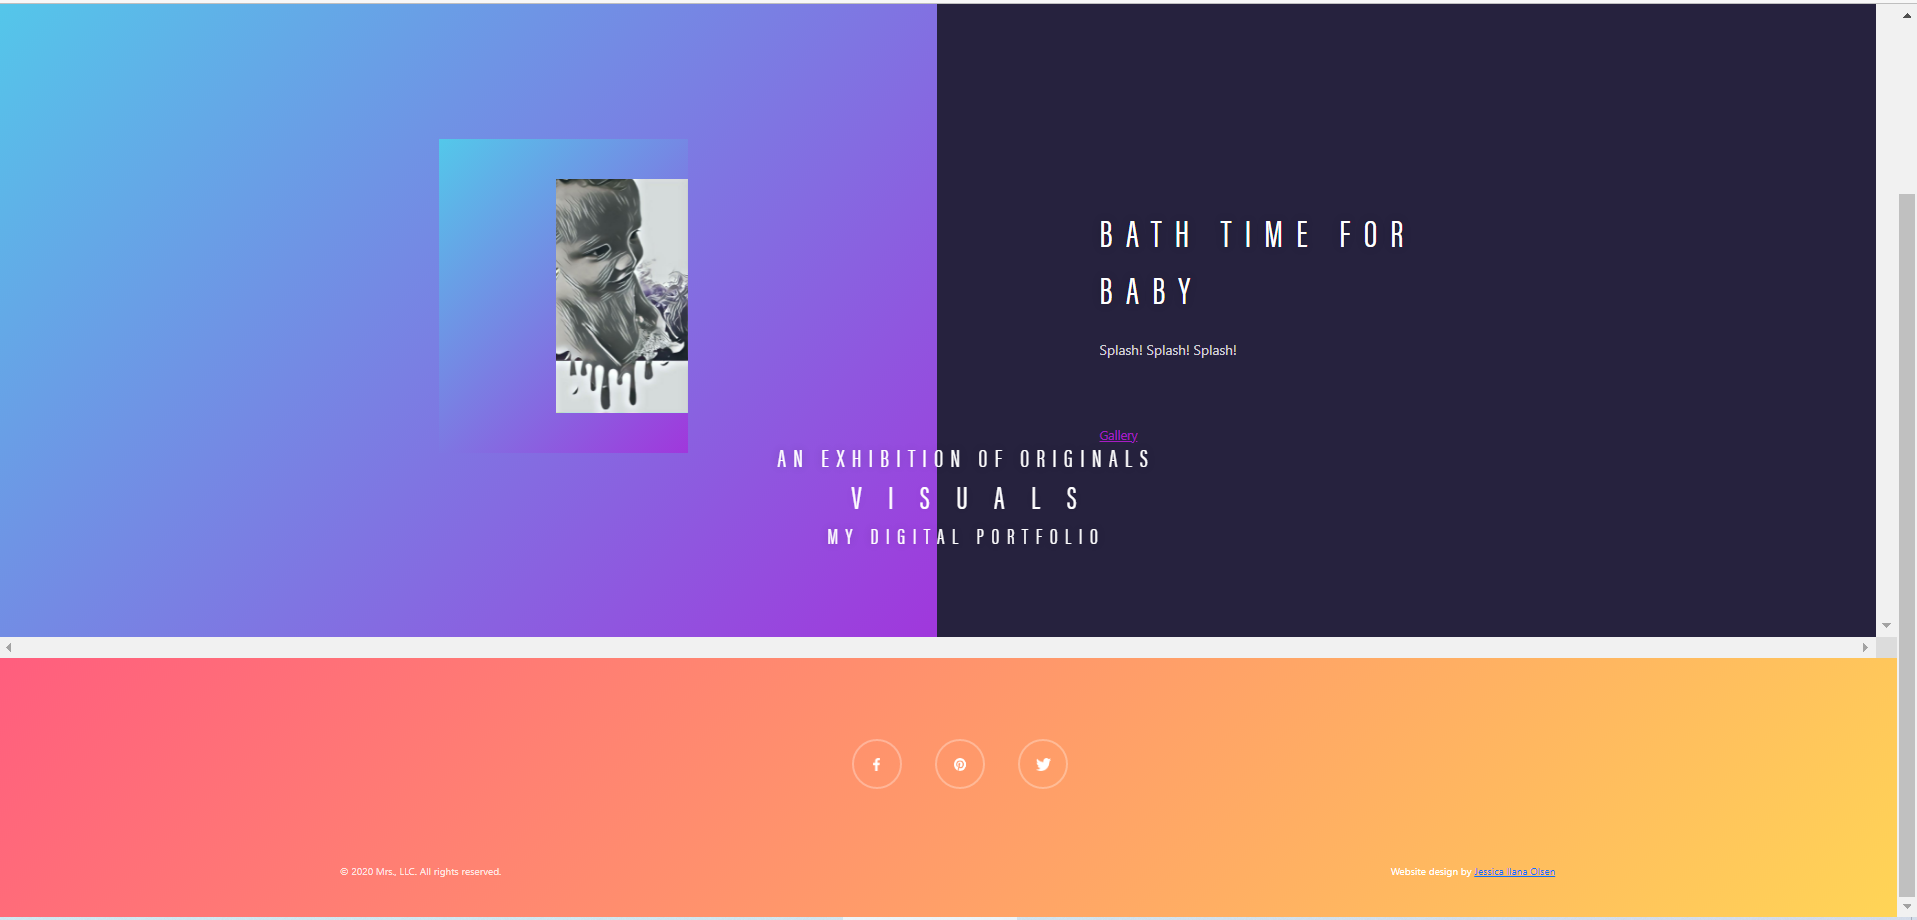 BATH TIME FOR
BABY
Splash! Splash! Splash!
Gallery
AN EXHIBITION OF ORIGINALS
VISUALS
MY DIGITAL PORTFOLIO
© 2020 Mrs., LLC. All rights reserved.
Website design by Jessica Ilana Olsen